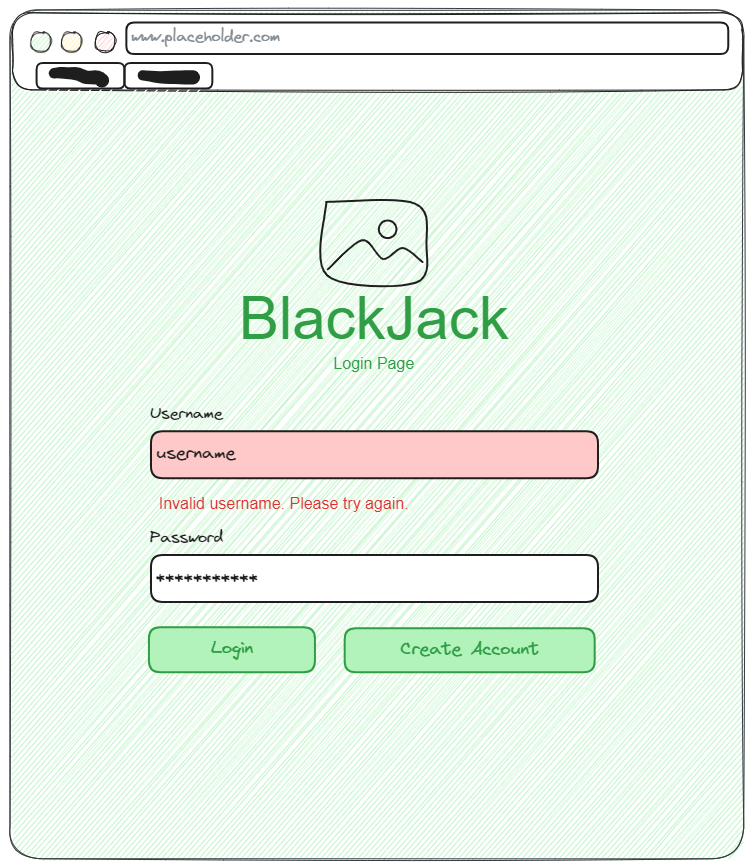 www.placeholder.com
BlackJack
Login Page
Username
username
Invalid username. Please try again.
Password
***********
Login
Create Account